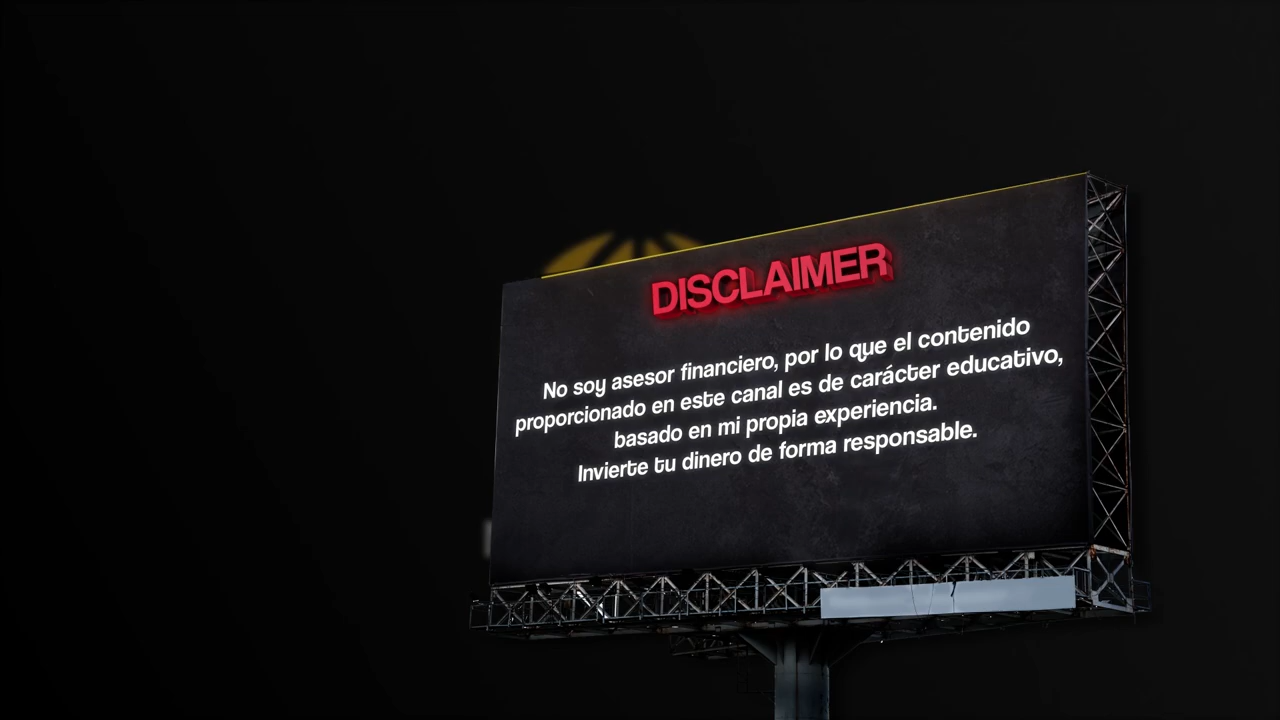 DISCLAIMER
No soy asesor financiero, por lo que el contenido
proporcionado en este canal es de carácter educativo,
basado en mi propia experiencia.
Invierte tu dinero de forma responsable.